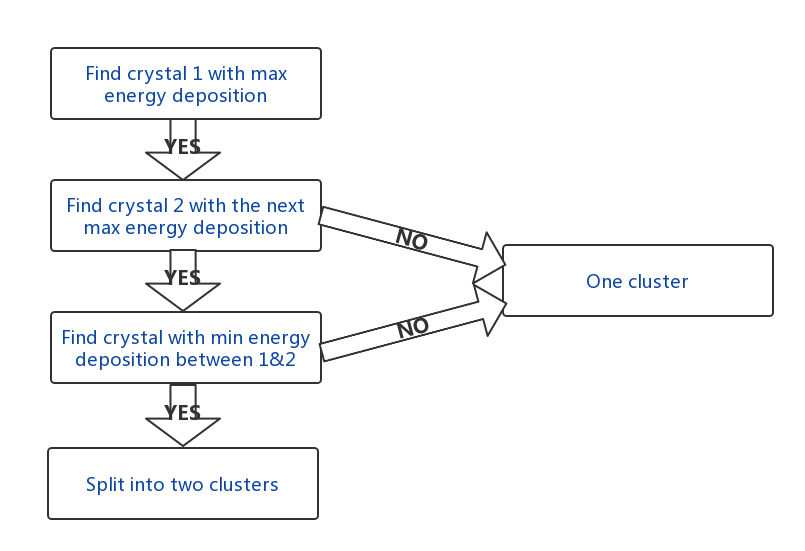 Find crystal 1 with max
energy deposition
YES
Find crystal 2 with the next
max energy deposition
NO
One cluster
YES
Find crystal with min energy
deposition between 1&2
NO
YES
Split into two clusters